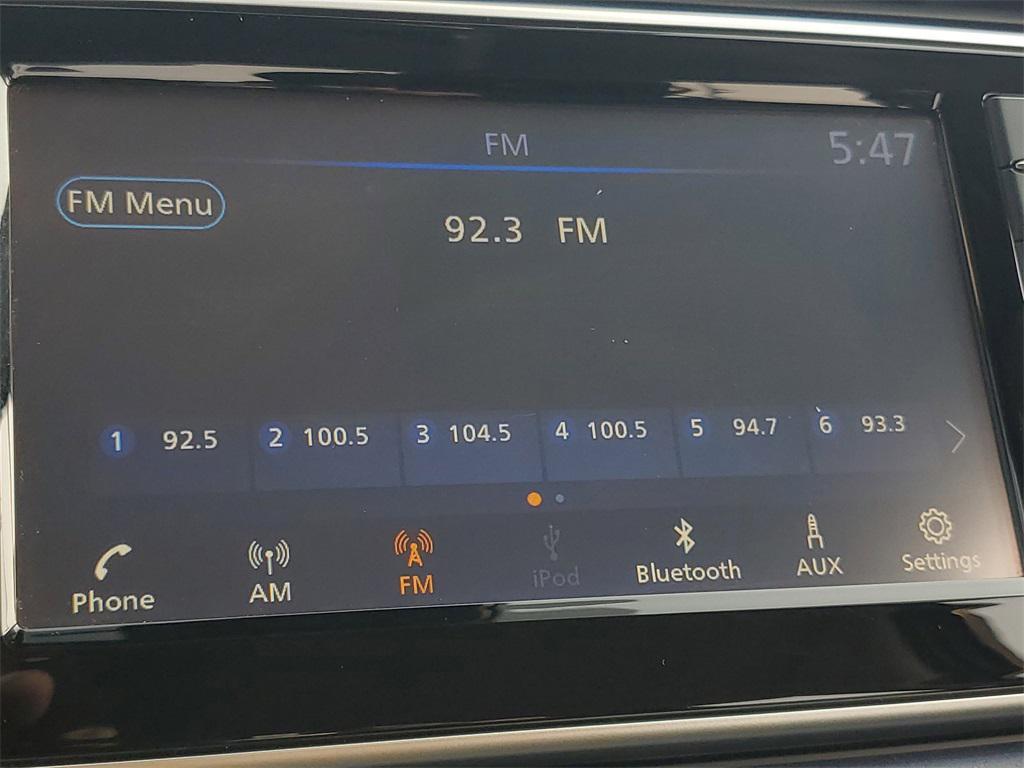 FM
5:47
FM Menu
92.3 FM
1 92.5 2 100.5 3 104.5 4 100.5 5 94.7 6 93.3
Phone AM FM iPod Bluetooth AUX Settings